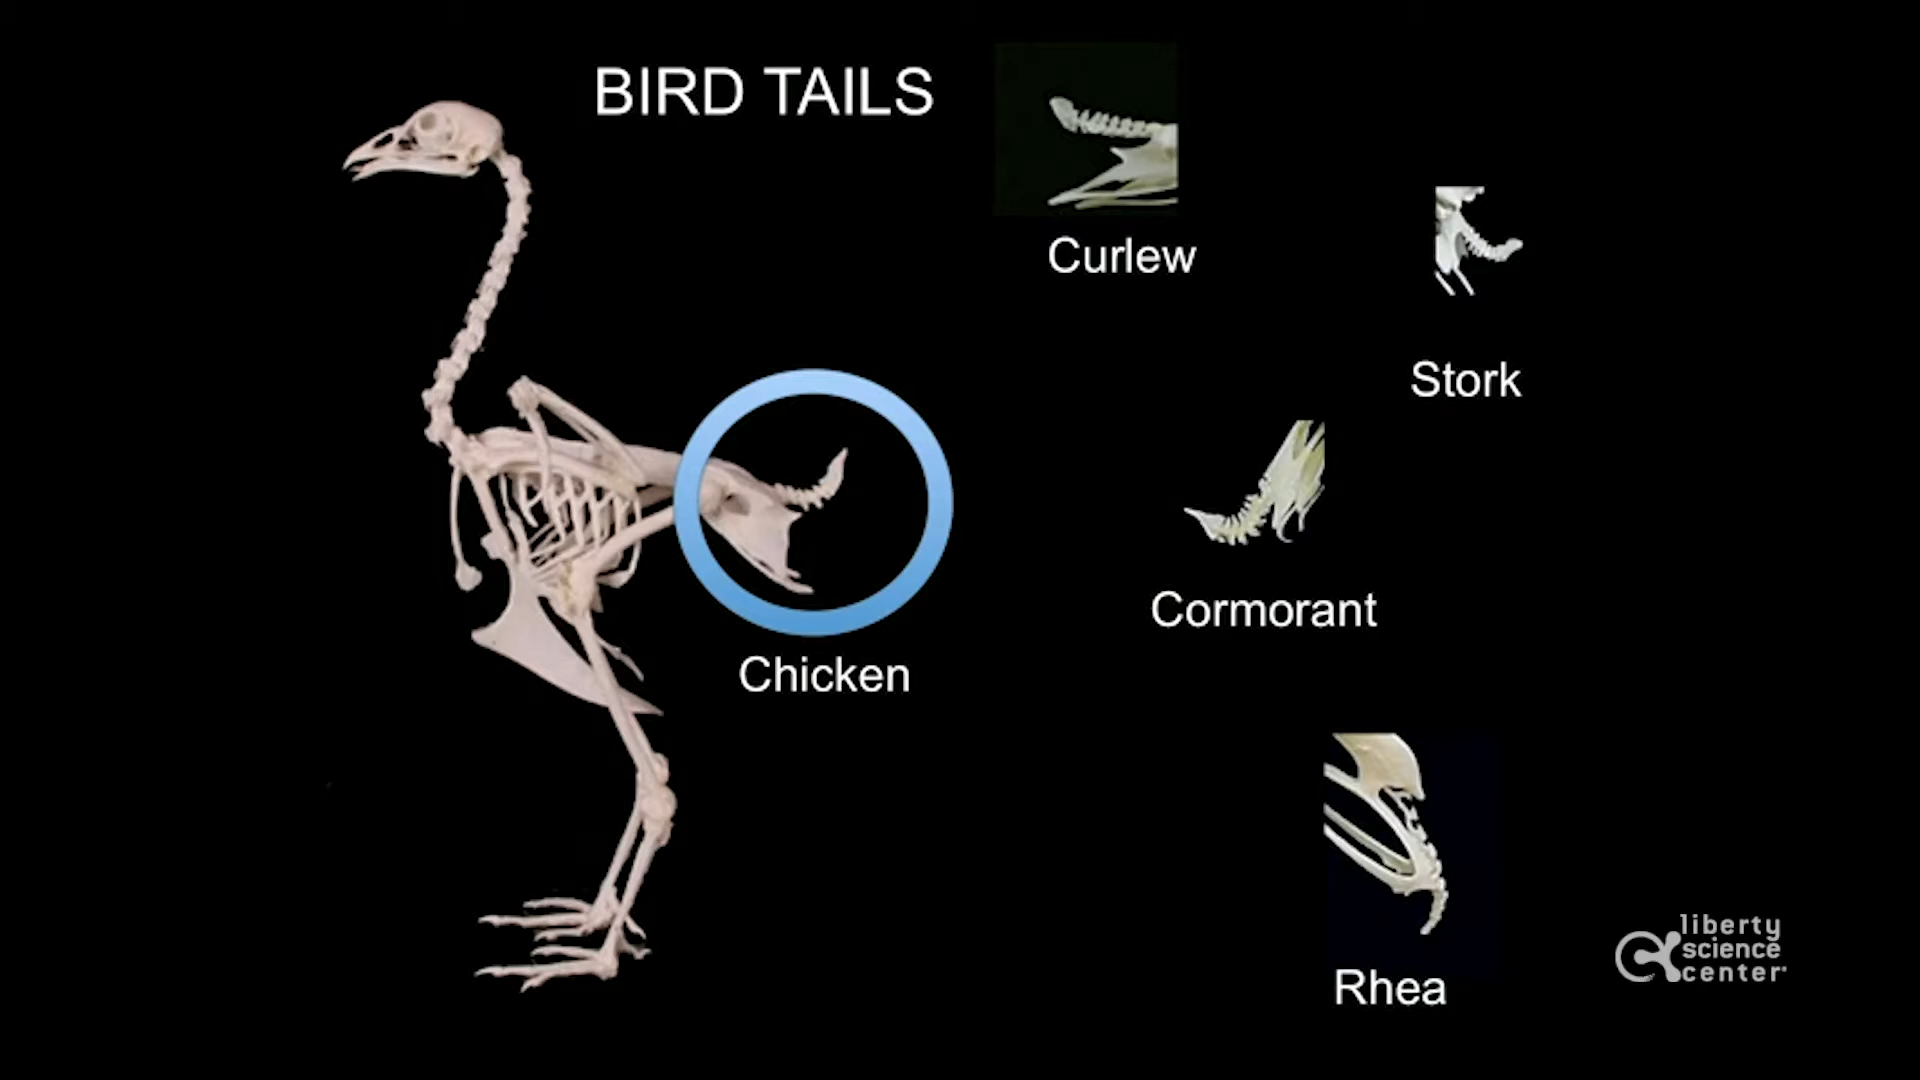 BIRD TAILS
Curlew
Stork
Cormorant
Chicken
Rhea
liberty
science
center